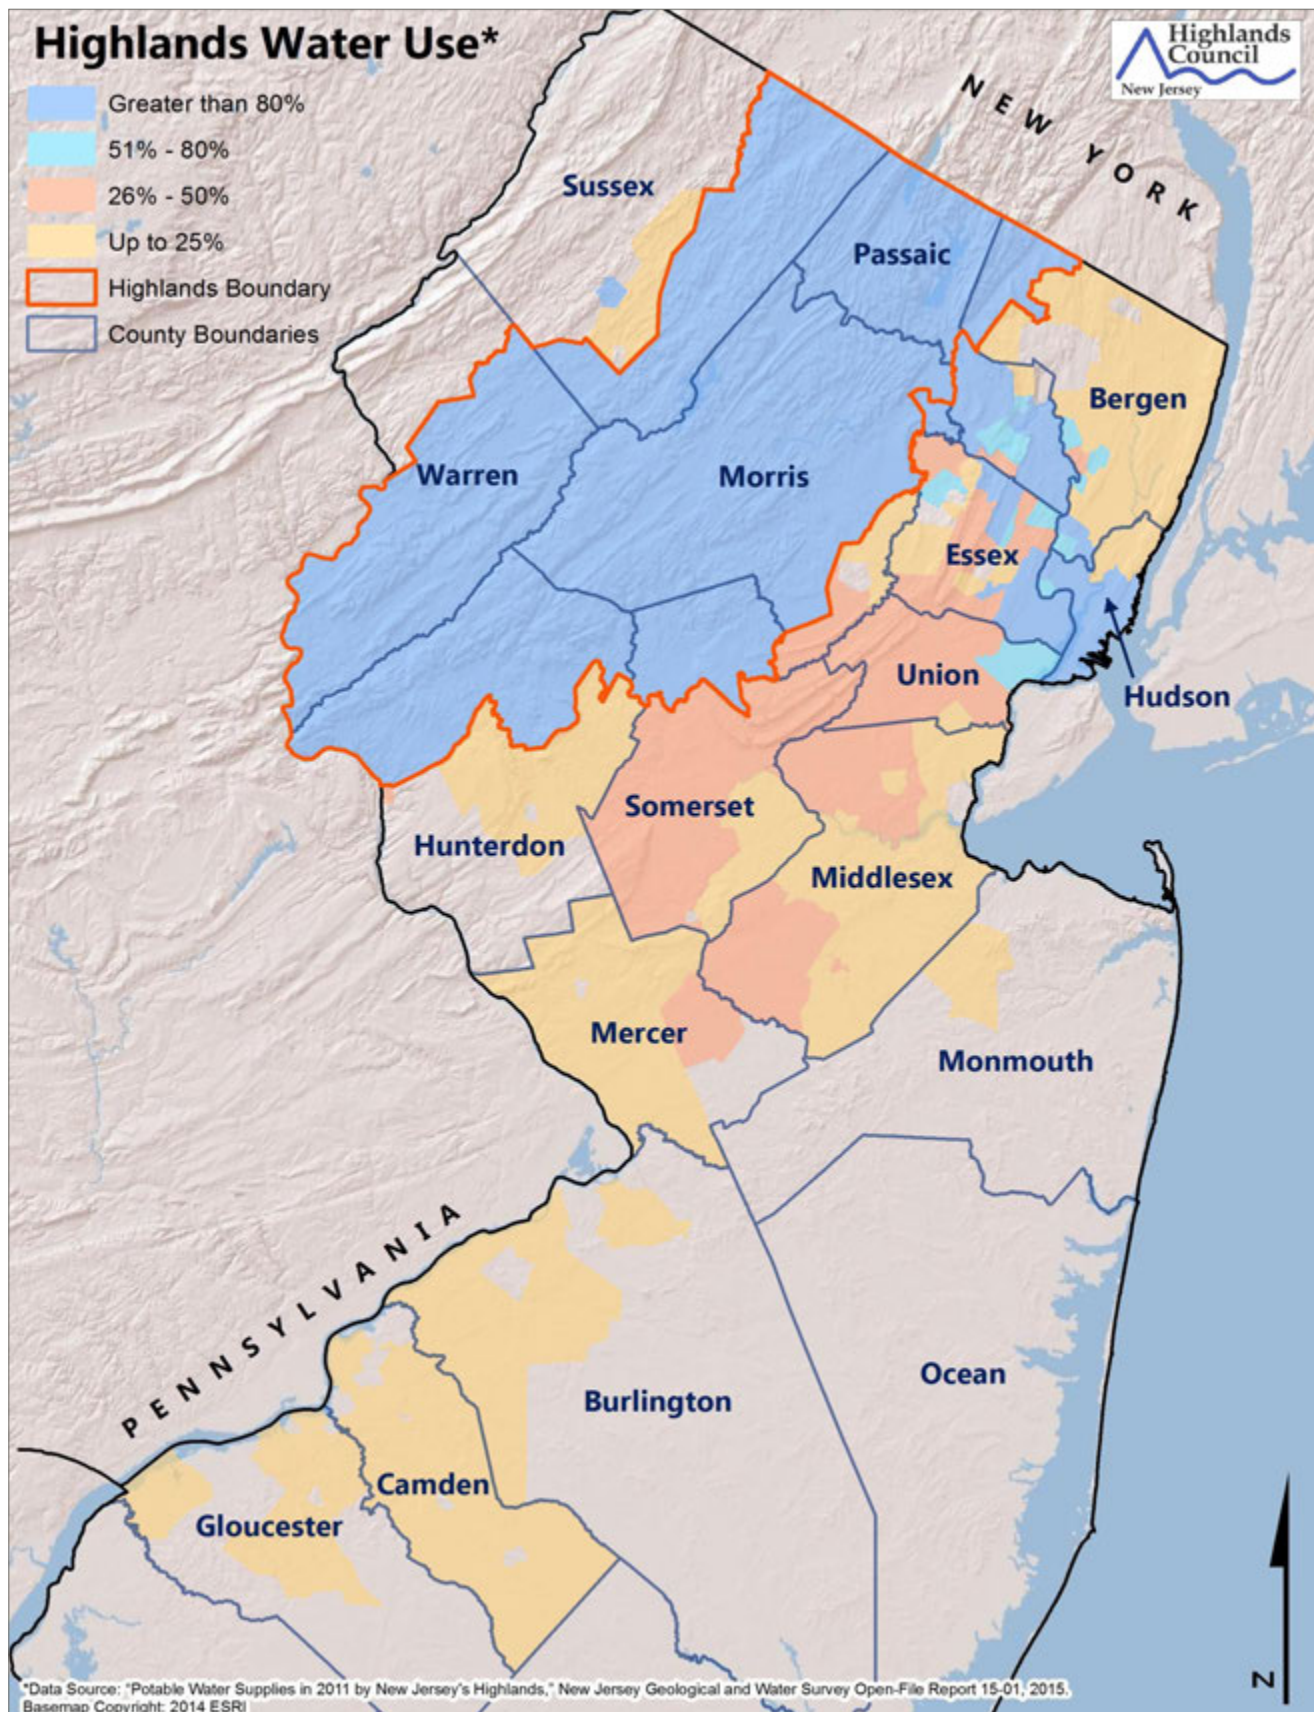 Highlands Water Use*
Greater than 80%
51% - 80%
26% - 50%
Up to 25%
Highlands Boundary
County Boundaries
Highlands
Council
New Jersey
NEW YORK
Sussex
Passaic
Bergen
Warren
Morris
Essex
Union
Hudson
Somerset
Hunterdon
Middlesex
Mercer
Monmouth
PENNSYLVANIA
Ocean
Burlington
Camden
Gloucester
N
*Data Source: "Potable Water Supplies in 2011 by New Jersey's Highlands," New Jersey Geological and Water Survey Open-File Report 15-01, 2015.
Basemap Copyright: 2014 ESRI